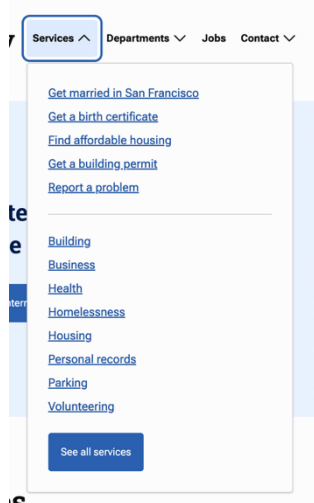 Services Departments Jobs Contact
Get married in San Francisco
Get a birth certificate
Find affordable housing
Get a building permit
Report a problem
Building
Business
Health
Homelessness
Housing
Personal records
Parking
Volunteering
See all services